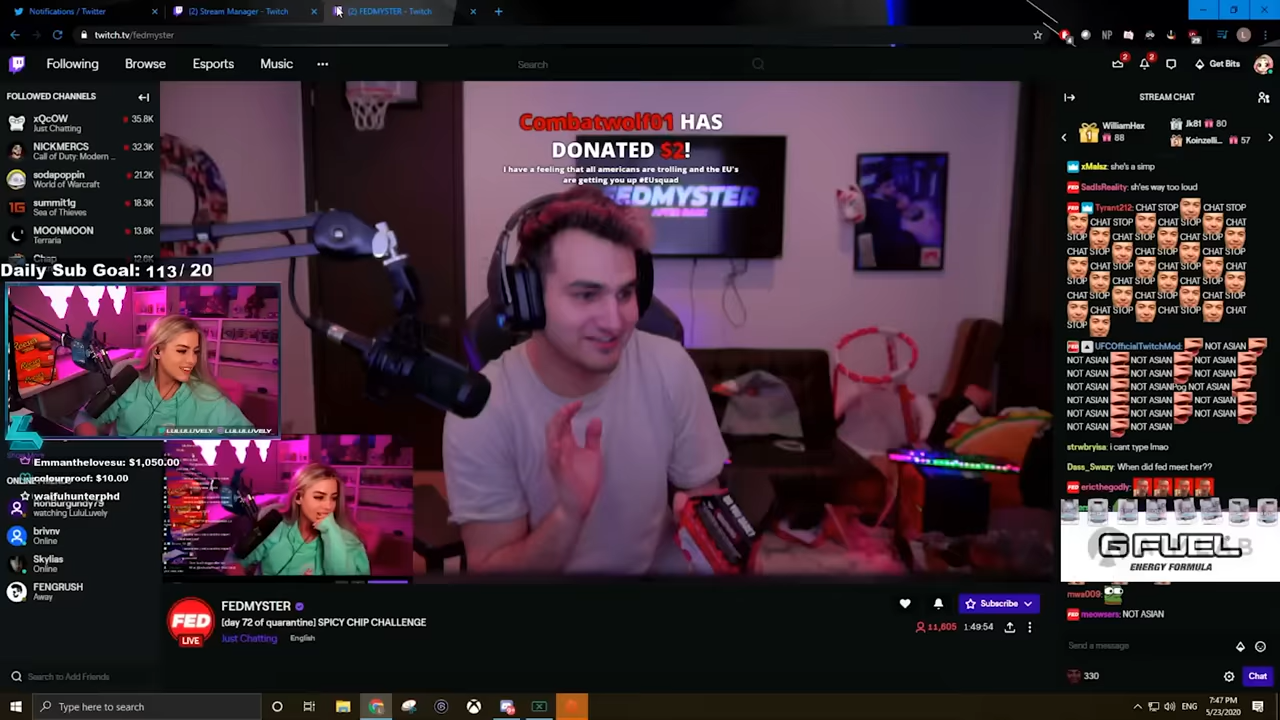 Notifications / Twitter
(2) Stream Manager - Twitch
(2) FEDMYSTER - Twitch
twitch.tv/fedmyster
Following
Browse
Esports
Music
Search
Get Bits
FOLLOWED CHANNELS
xQcOW
35.8K
Just Chatting
NICKMERCS
32.3K
Call of Duty: Modern ...
sodapoppin
21.2K
World of Warcraft
summit1g
18.3K
Sea of Thieves
MOONMOON
13.8K
Terraria
Daily Sub Goal: 113/ 20
LULULUVELY
LULULUVELY
Emmanthelovesu: $1,050.00
colourproof: $10.00
waifuhunterphd
watching LuluLuvely
brivnv
Online
Skylias
Online
FENGRUSH
Away
Search to Add Friends
Combatwolf01 HAS
DONATED $2!
I have a feeling that all americans are trolling and the EU's
are getting you up #EUsquad
FEDMYSTER
AFTER DARK
FED
LIVE
FEDMYSTER
[day 72 of quarantine] SPICY CHIP CHALLENGE
Just Chatting
English
Subscribe
11,605
1:49:54
STREAM CHAT
WilliamHex
88
Jk81 80
Koinzelli... 57
xMalsz: she's a simp
SadIsReality: sh'es way too loud
Tyrant212: CHAT STOP CHAT STOP
CHAT STOP CHAT STOP CHAT
STOP CHAT STOP CHAT STOP
CHAT STOP CHAT STOP CHAT
STOP CHAT STOP CHAT STOP
CHAT STOP CHAT STOP CHAT
STOP CHAT STOP CHAT STOP
CHAT STOP CHAT STOP CHAT
STOP
UFCOfficialTwitchMod: NOT ASIAN
NOT ASIAN NOT ASIAN NOT ASIAN
NOT ASIAN NOT ASIAN NOT ASIAN
NOT ASIAN NOT ASIANPog NOT ASIAN
NOT ASIAN NOT ASIAN NOT ASIAN
NOT ASIAN NOT ASIAN NOT ASIAN
NOT ASIAN NOT ASIAN
strwbryisa: i cant type lmao
Dass_Swazy: When did fed meet her??
ericthegodly:
G FUEL
ENERGY FORMULA
mwa009:
meowsers: NOT ASIAN
Send a message
330
Chat
Type here to search
ENG
7:47 PM
5/23/2020